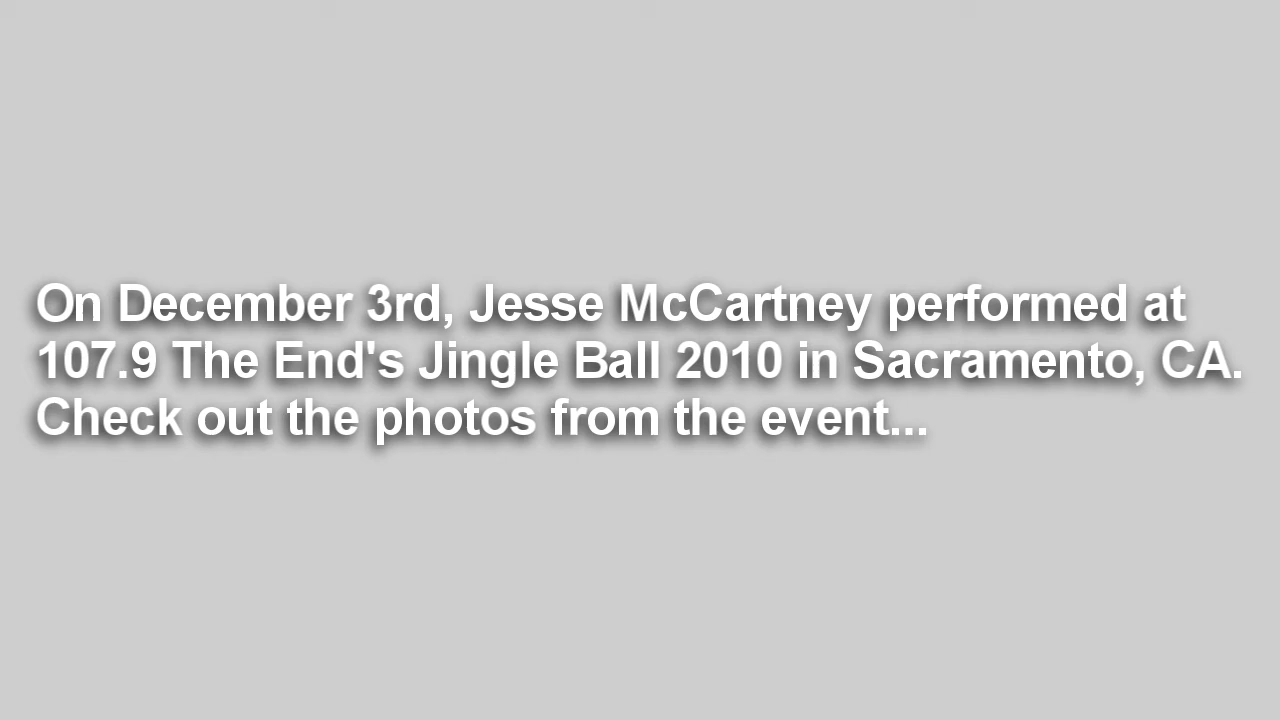 On December 3rd, Jesse McCartney performed at
107.9 The End's Jingle Ball 2010 in Sacramento, CA.
Check out the photos from the event...